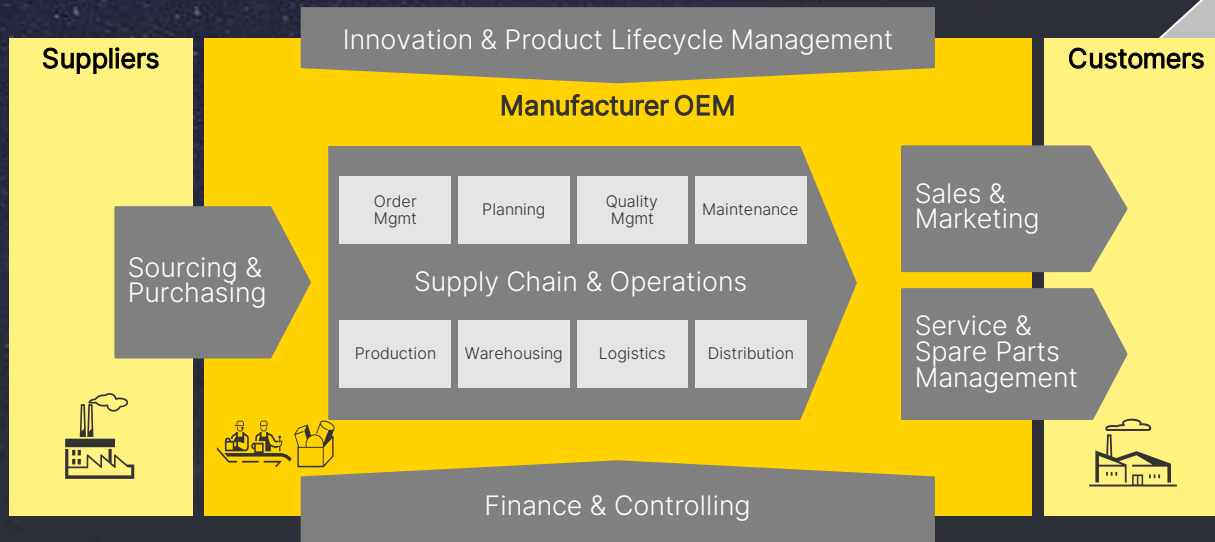 Innovation & Product Lifecycle Management
Suppliers
Customers
Manufacturer OEM
Order
Mgmt
Planning
Quality
Mgmt
Maintenance
Sourcing &
Purchasing
Supply Chain & Operations
Production
Warehousing
Logistics
Distribution
Sales &
Marketing
Service &
Spare Parts
Management
Finance & Controlling